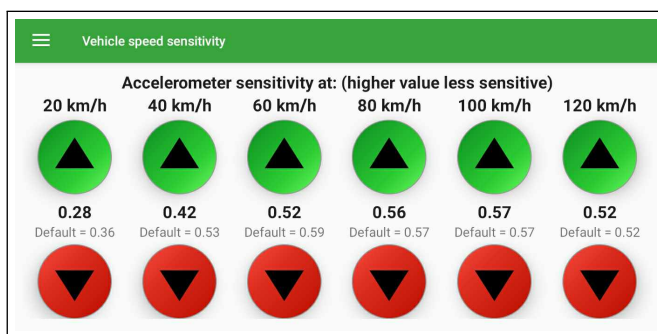 Vehicle speed sensitivity
Accelerometer sensitivity at: (higher value less sensitive)
20 km/h 40 km/h 60 km/h 80 km/h 100 km/h 120 km/h
0.28 0.42 0.52 0.56 0.57 0.52
Default = 0.36 Default = 0.53 Default = 0.59 Default = 0.57 Default = 0.57 Default = 0.52